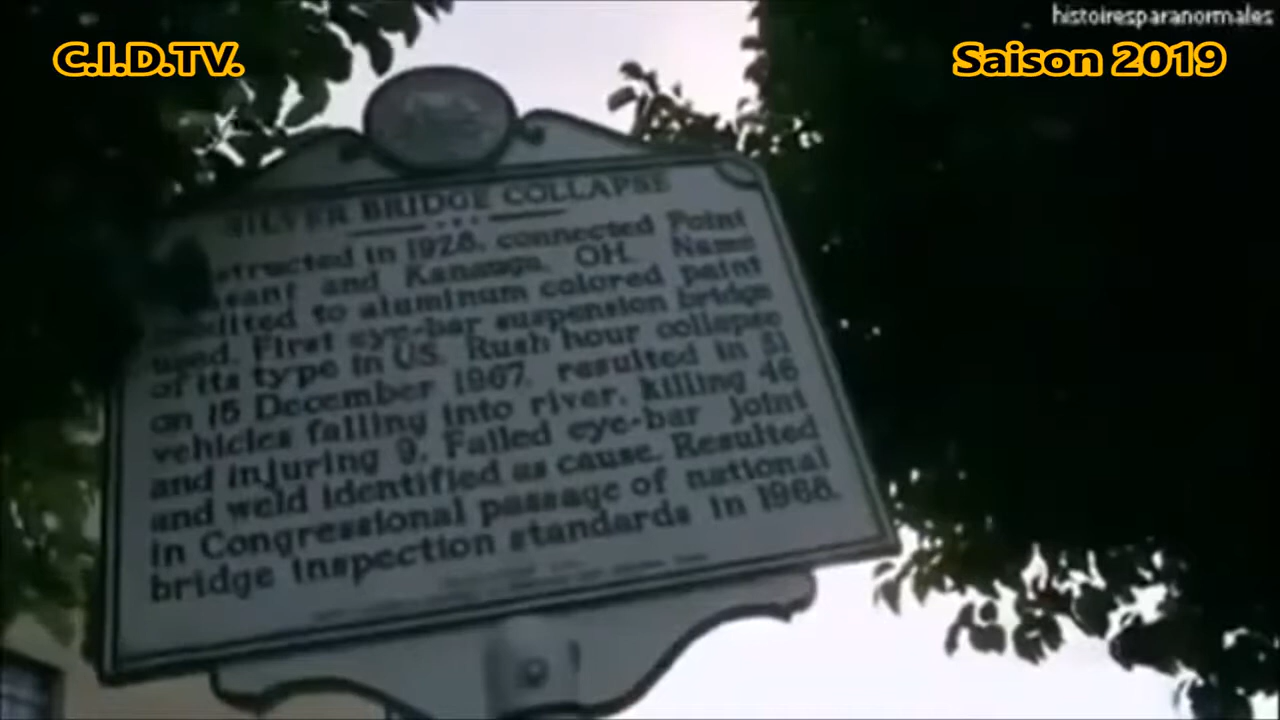 histoiresparanormales
C.I.D.TV.
Saison 2019
SILVER BRIDGE COLLAPSE
structed in 1928, connected Point
sant and Kanauga, OH. Name
dited to aluminum colored paint
used. First eye-bar suspension bridge
of its type in US. Rush hour collapse
on 15 December 1967, resulted in 31
vehicles falling into river, killing 46
and injuring 9. Failed eye-bar joint
and weld identified as cause. Resulted
in Congressional passage of national
bridge inspection standards in 1968.